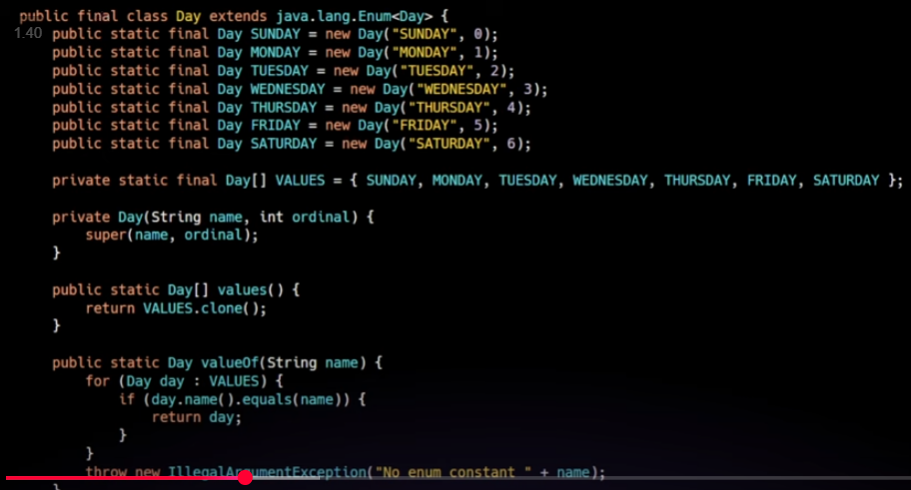 public final class Day extends java.lang.Enum<Day> {
1.40
public static final Day SUNDAY = new Day("SUNDAY", 0);
public static final Day MONDAY = new Day("MONDAY", 1);
public static final Day TUESDAY = new Day("TUESDAY", 2);
public static final Day WEDNESDAY = new Day("WEDNESDAY", 3);
public static final Day THURSDAY = new Day("THURSDAY", 4);
public static final Day FRIDAY = new Day("FRIDAY", 5);
public static final Day SATURDAY = new Day("SATURDAY", 6);
private static final Day[] VALUES = { SUNDAY, MONDAY, TUESDAY, WEDNESDAY, THURSDAY, FRIDAY, SATURDAY };
private Day(String name, int ordinal) {
super(name, ordinal);
}
public static Day[] values() {
return VALUES.clone();
}
public static Day valueOf(String name) {
for (Day day : VALUES) {
if (day.name().equals(name)) {
return day;
}
}
throw new IllegalArgumentException("No enum constant " + name);
}